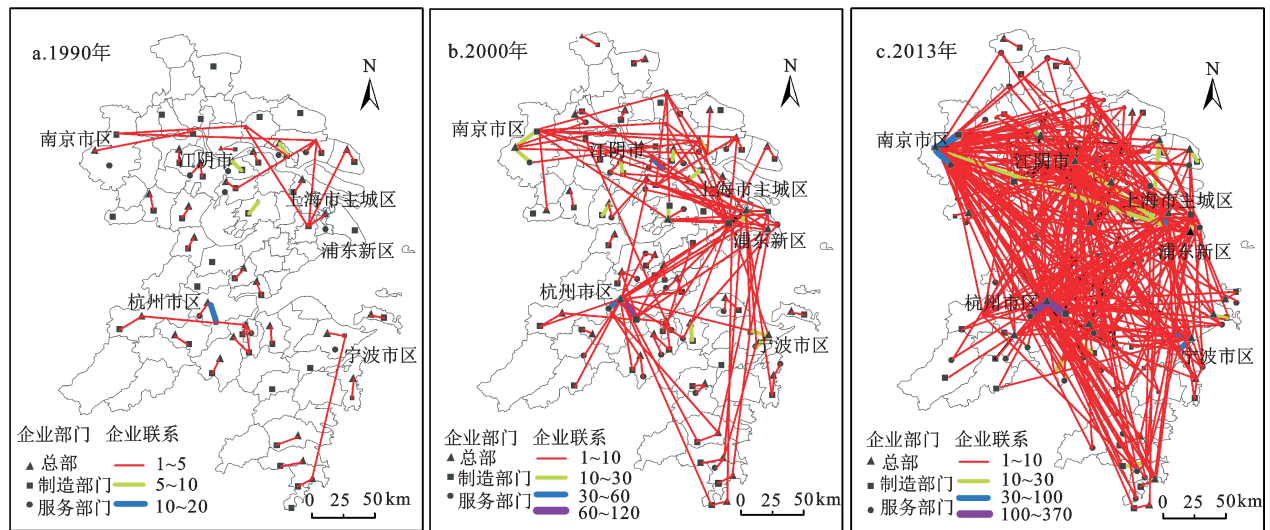 a.1990年
N
南京市区
江阴市
上海市主城区
浦东新区
杭州市区
宁波市区
企业部门 企业联系
▲ 总部 1~5
■ 制造部门 5~10
● 服务部门 10~20
0 25 50 km
b.2000年
N
南京市区
江阴市
上海市主城区
浦东新区
杭州市区
宁波市区
企业部门 企业联系
▲ 总部 1~10
■ 制造部门 10~30
● 服务部门 30~60
60~120
0 25 50 km
c.2013年
N
南京市区
江阴市
上海市主城区
浦东新区
杭州市区
宁波市区
企业部门 企业联系
▲ 总部 1~10
■ 制造部门 10~30
● 服务部门 30~100
100~370
0 25 50 km